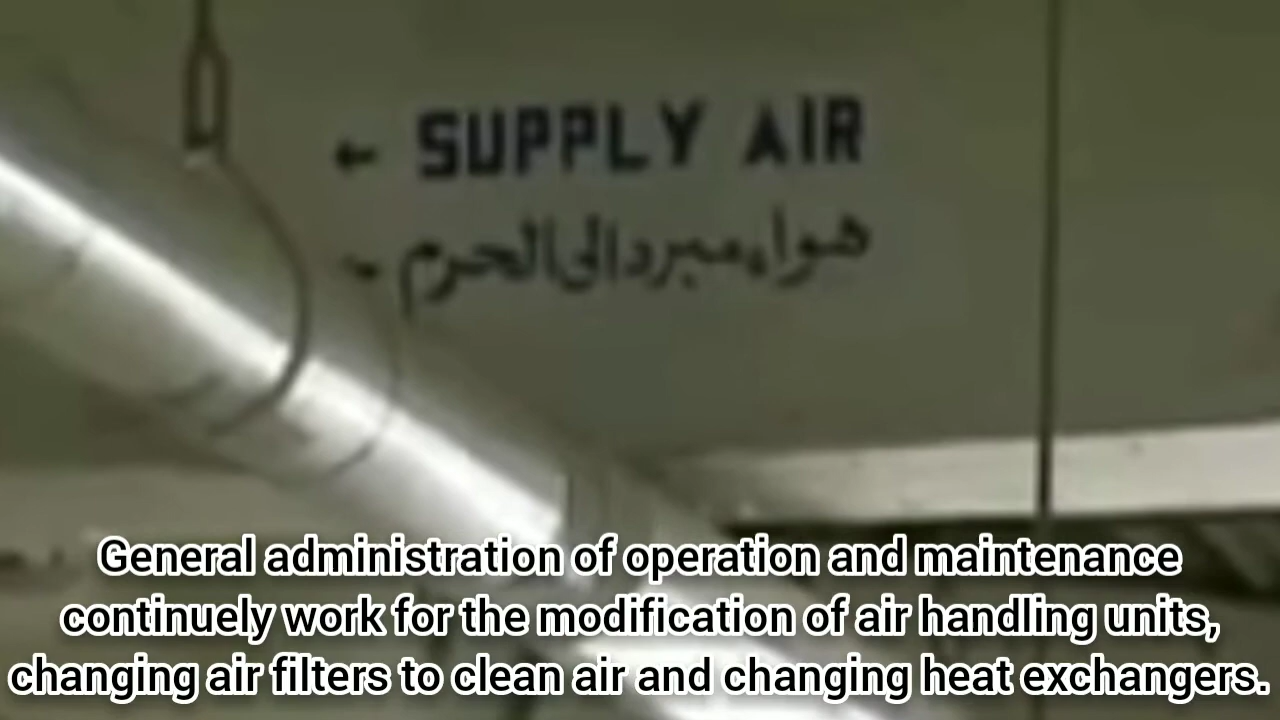 ← SUPPLY AIR
هواء مبرد الى الحرم ←
General administration of operation and maintenance
continuely work for the modification of air handling units,
changing air filters to clean air and changing heat exchangers.